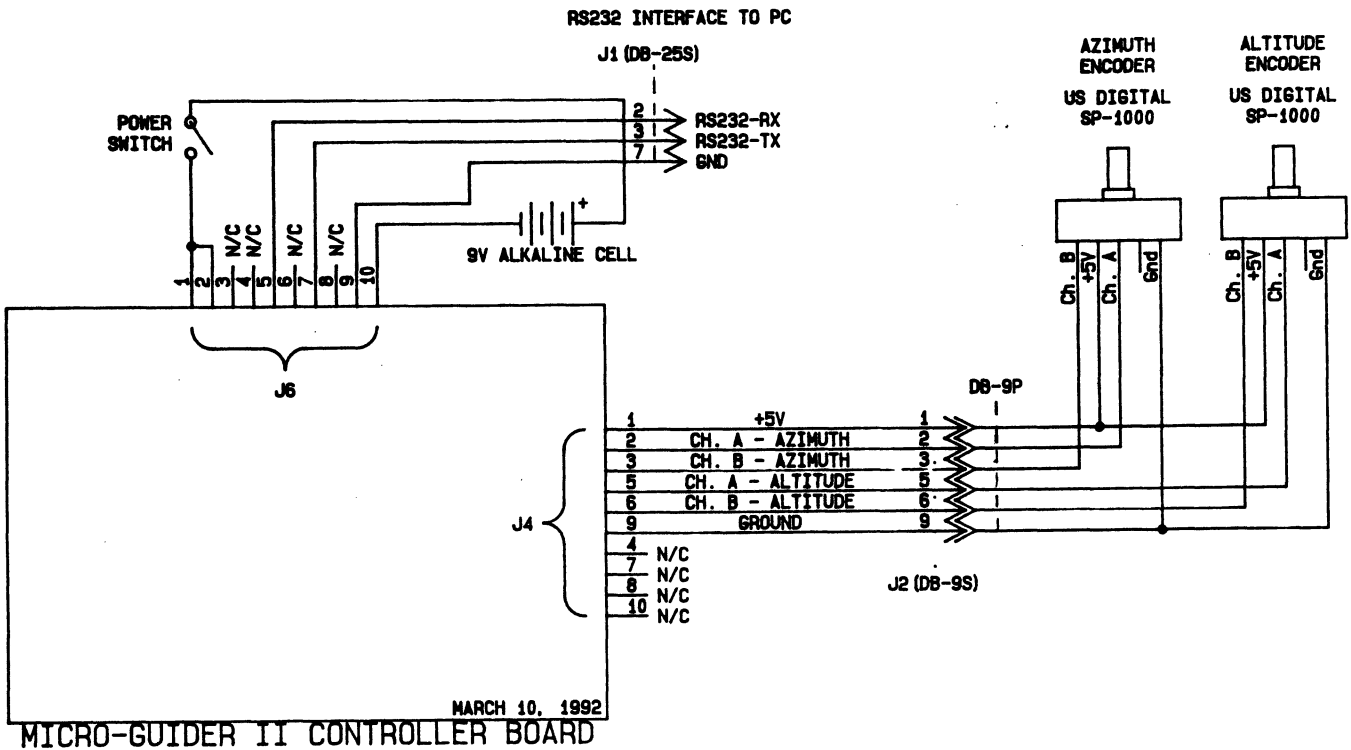 RS232 INTERFACE TO PC
J1 (DB-25S)
AZIMUTH
ENCODER
US DIGITAL
SP-1000
ALTITUDE
ENCODER
US DIGITAL
SP-1000
POWER
SWITCH
2 RS232-RX
3 RS232-TX
7 GND
+
9V ALKALINE CELL
1
2
3 N/C
4 N/C
5
6 N/C
7
8 N/C
9
10
J6
Ch. B
+5V
Ch. A
Gnd
Ch. B
+5V
Ch. A
Gnd
DB-9P
1 +5V 1
2 CH. A - AZIMUTH 2
3 CH. B - AZIMUTH 3
5 CH. A - ALTITUDE 5
6 CH. B - ALTITUDE 6
9 GROUND 9
4 N/C
7 N/C
8 N/C
10 N/C
J4
J2 (DB-9S)
MARCH 10, 1992
MICRO-GUIDER II CONTROLLER BOARD